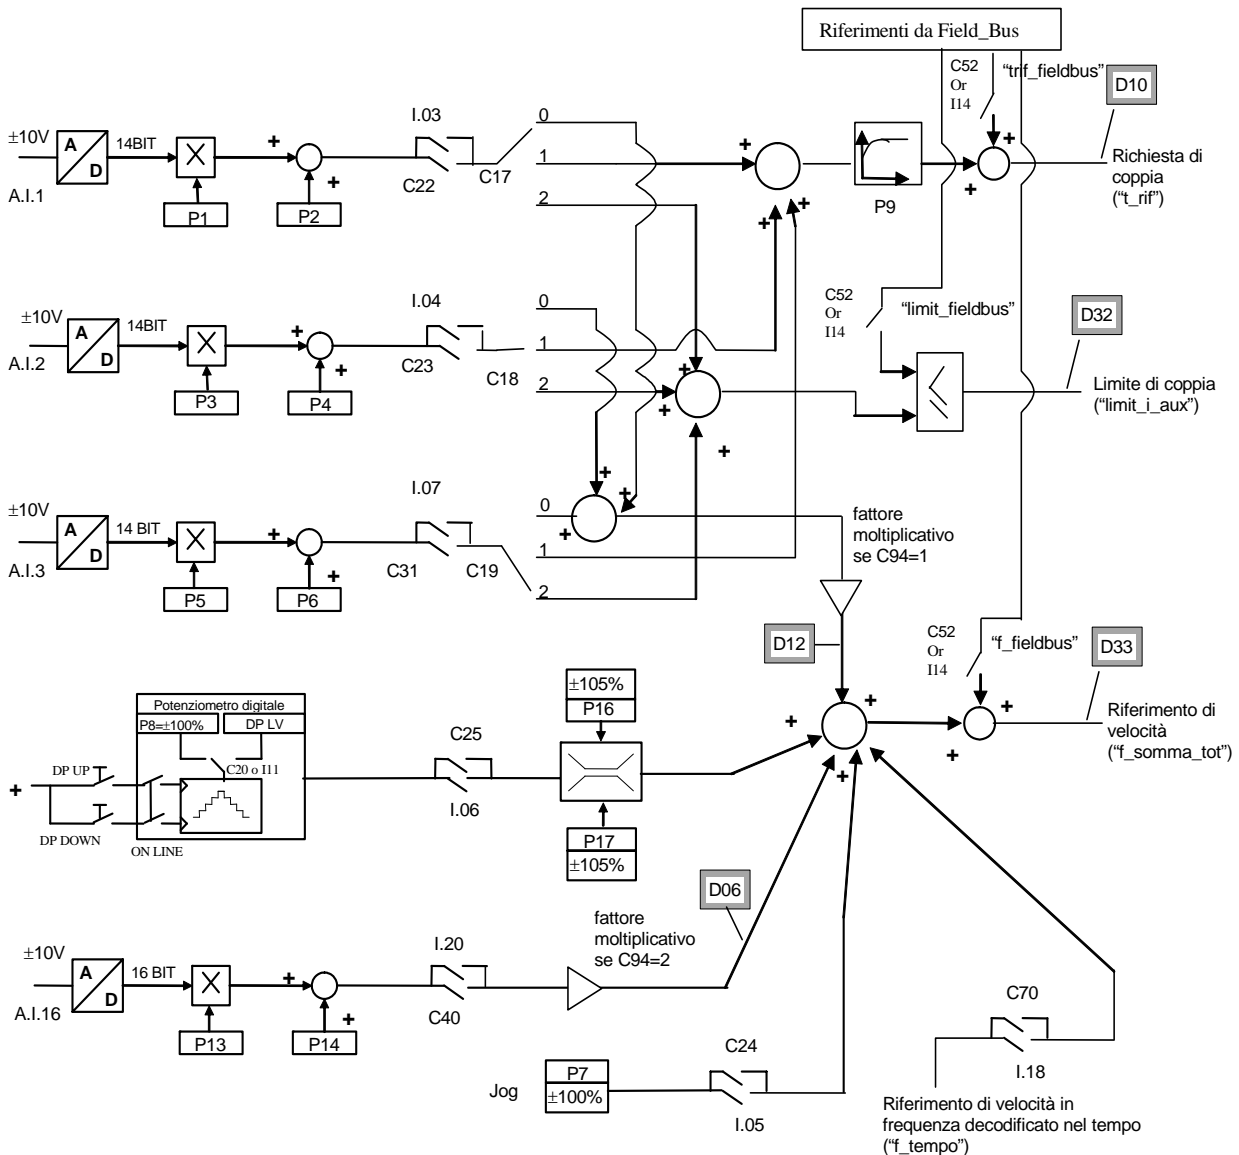 Riferimenti da Field_Bus
C52
Or
I14
“trif_fieldbus”
D10
±10V
A
D
14BIT
A.I.1
P1
+
P2
+
I.03
C22
C17
0
1
2
+
+
+
P9
+
+
Richiesta di
coppia
(“t_rif”)
±10V
A
D
14BIT
A.I.2
P3
+
P4
+
I.04
C23
C18
0
1
2
+
+
+
C52
Or
I14
“limit_fieldbus”
D32
Limite di coppia
(“limit_i_aux”)
±10V
A
D
14 BIT
A.I.3
P5
+
P6
+
I.07
C31
C19
0
1
2
+
+
+
fattore
moltiplicativo
se C94=1
D12
C52
Or
I14
“f_fieldbus”
D33
Riferimento di
velocità
(“f_somma_tot”)
+
+
Potenziometro digitale
P8=±100%
DP LV
C20 o I11
DP UP
+
DP DOWN
ON LINE
C25
I.06
±105%
P16
P17
±105%
+
+
+
D06
fattore
moltiplicativo
se C94=2
±10V
A
D
16 BIT
A.I.16
P13
+
P14
+
I.20
C40
Jog
P7
±100%
C24
I.05
C70
I.18
Riferimento di velocità in
frequenza decodificato nel tempo
(“f_tempo”)